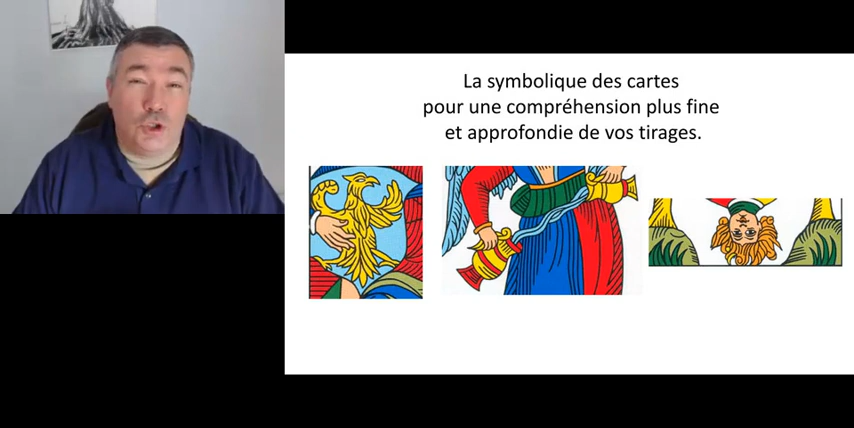 La symbolique des cartes
pour une compréhension plus fine
et approfondie de vos tirages.